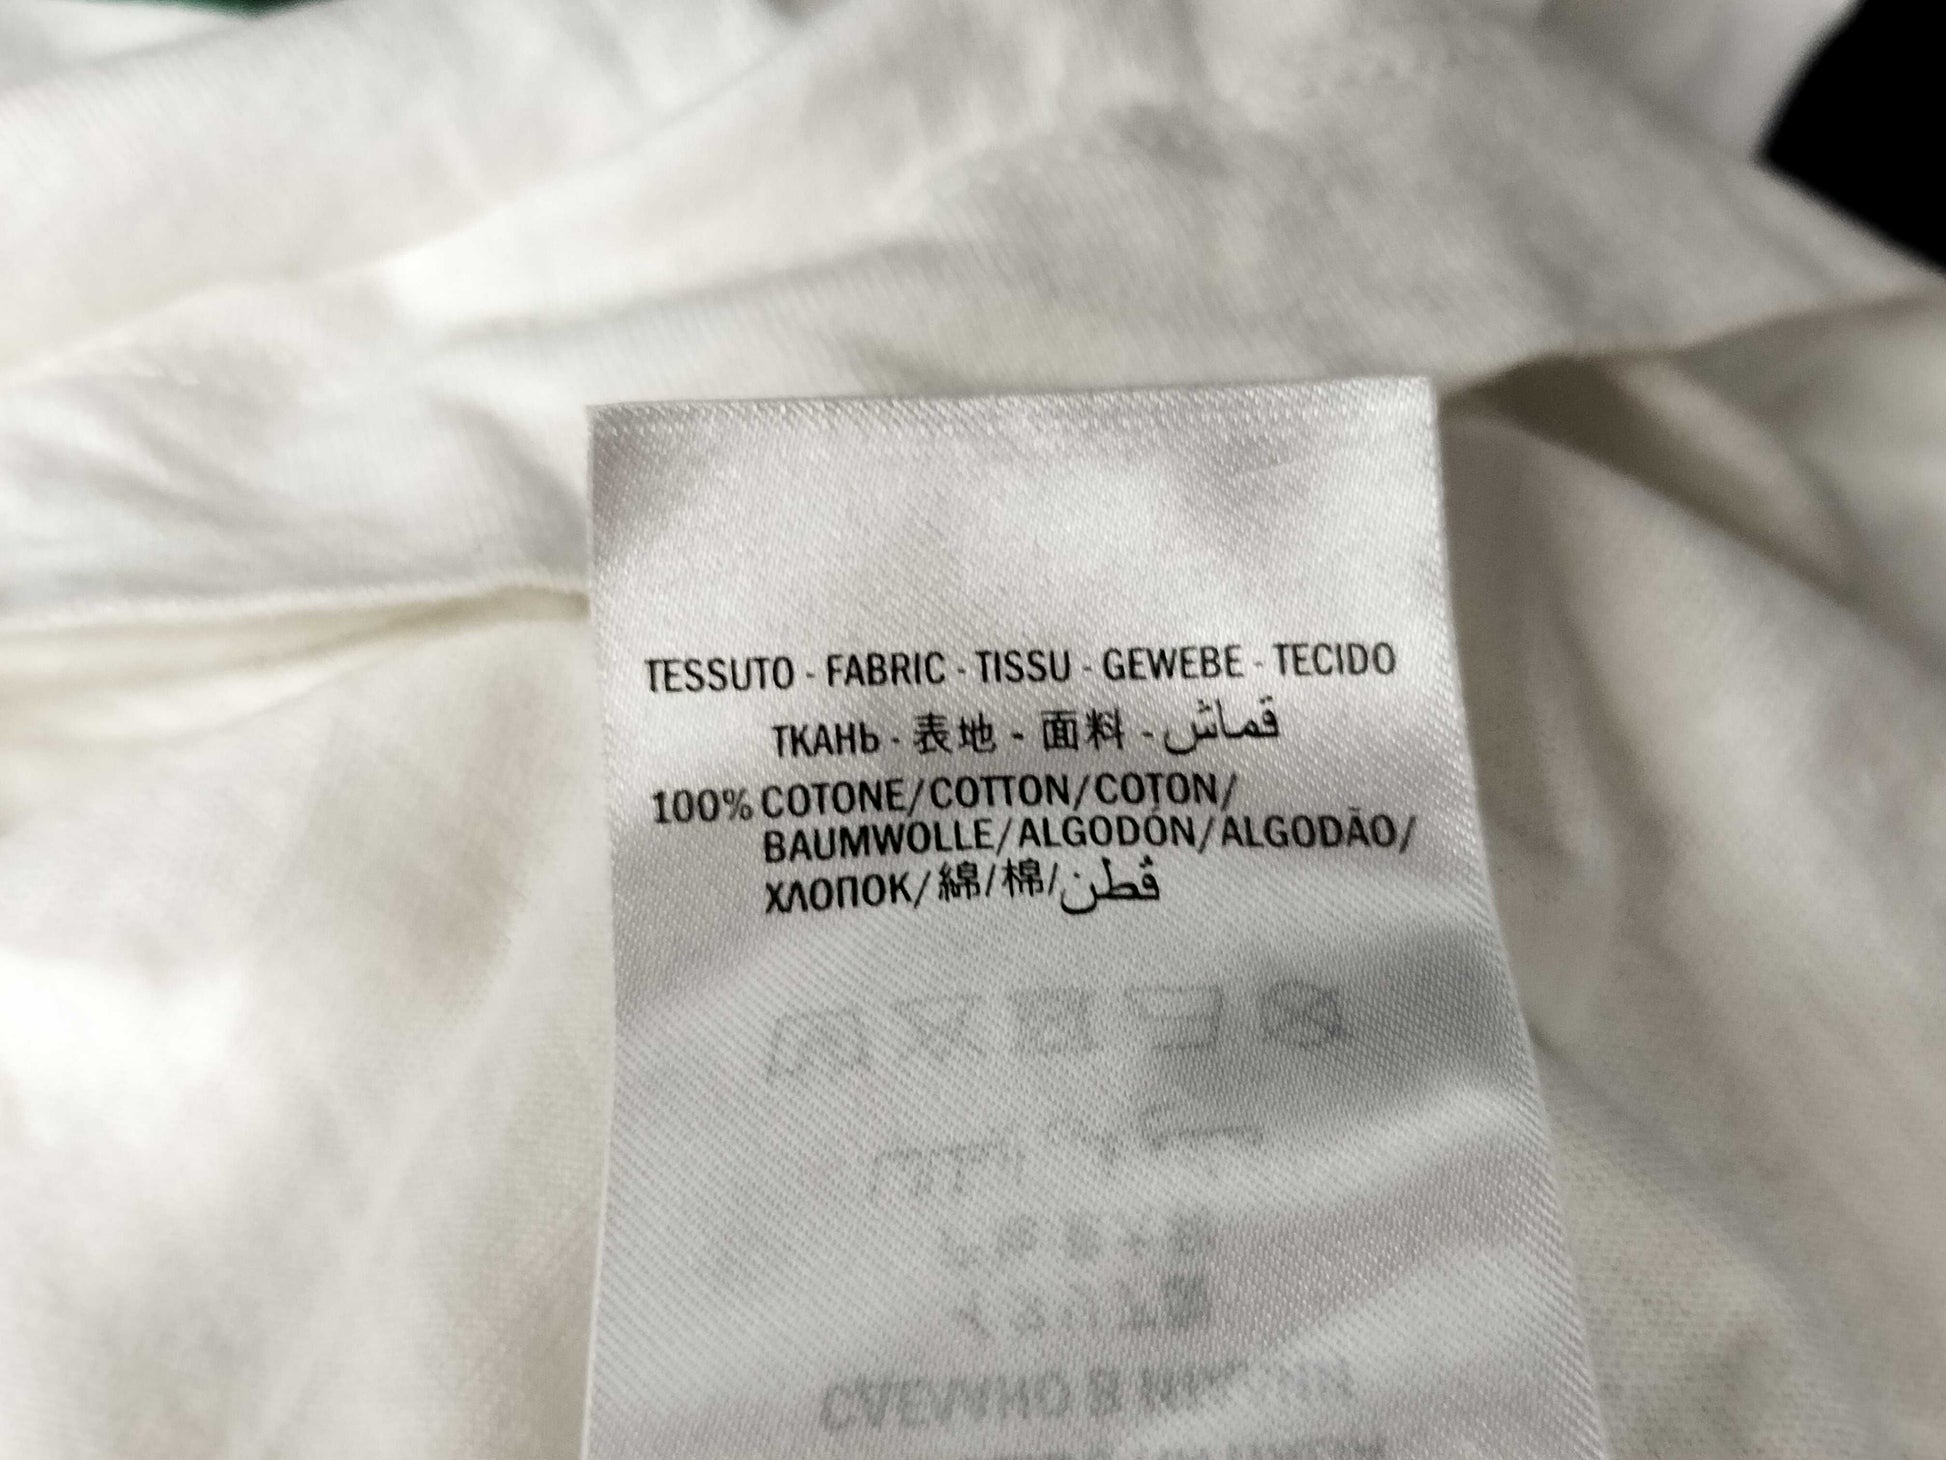 TESSUTO - FABRIC - TISSU - GEWEBE - TECIDO
ТКАНЬ - 表地 - 面料 - قماش
100% COTONE/COTTON/COTON/
BAUMWOLLE/ALGODÓN/ALGODÃO/
ХЛОПОК/綿/棉/قُطن